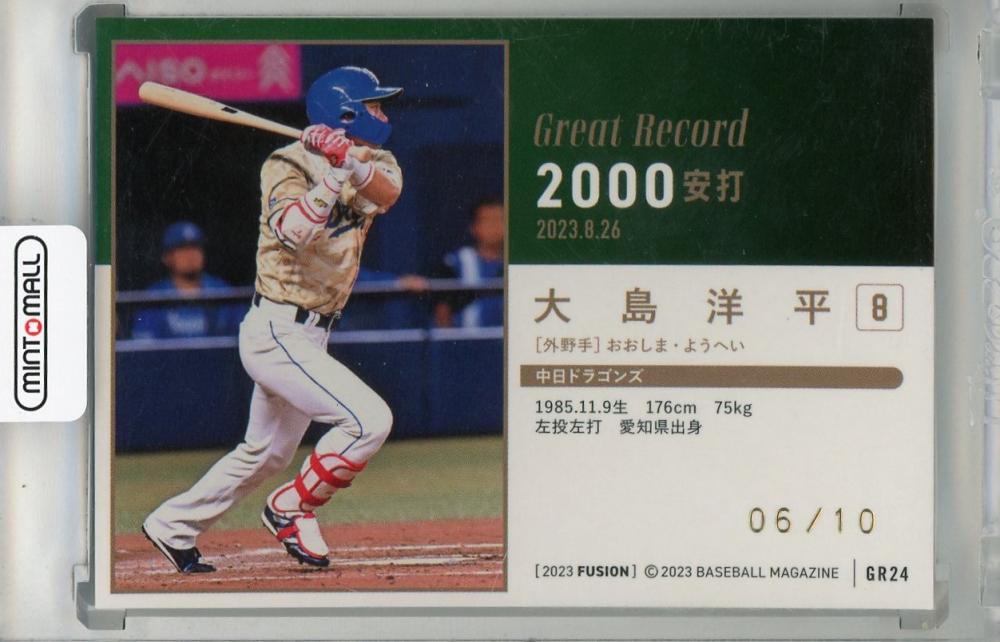 AISO
Great Record
2000安打
2023.8.26
大島洋平 8
[外野手] おおしま・ようへい
中日ドラゴンズ
1985.11.9生 176cm 75kg
左投左打 愛知県出身
06/10
[2023 FUSION] ©2023 BASEBALL MAGAZINE GR24
MINTOMALL